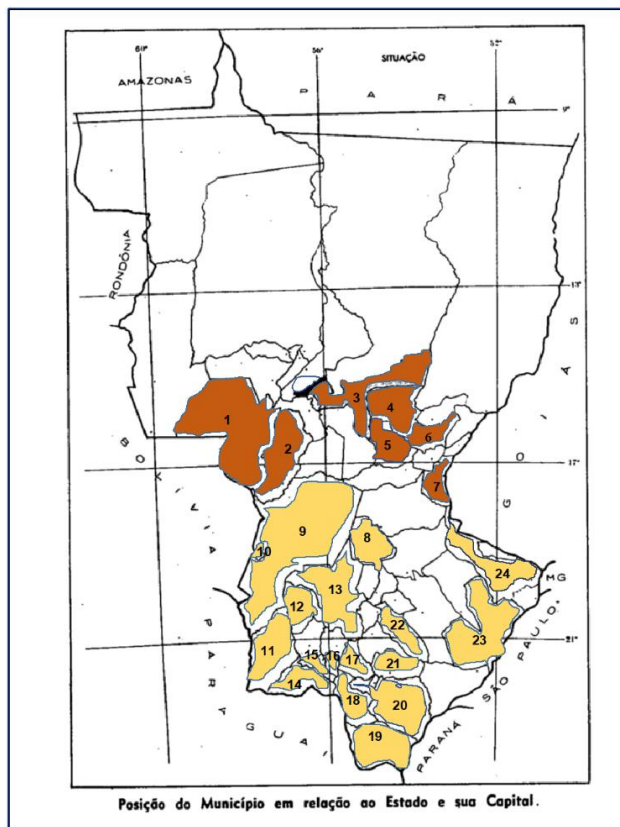 60°
56°
52°
SITUAÇÃO
AMAZONAS
P A R Á
9°
RONDÔNIA
13°
G O I Á S
1
2
3
4
5
6
7
17°
B O L Í V I A
8
9
10
24
MG
13
12
22
23
21°
11
15
16
17
21
14
18
20
19
P A R A G U A I
PARANÁ
SÃO PAULO
Posição do Município em relação ao Estado e sua Capital.